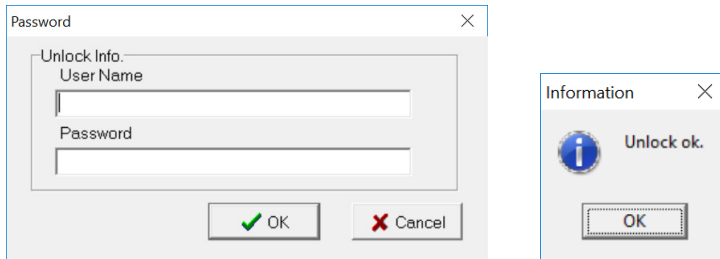 Password
Unlock Info.
User Name
Password
OK
Cancel
Information
Unlock ok.
OK